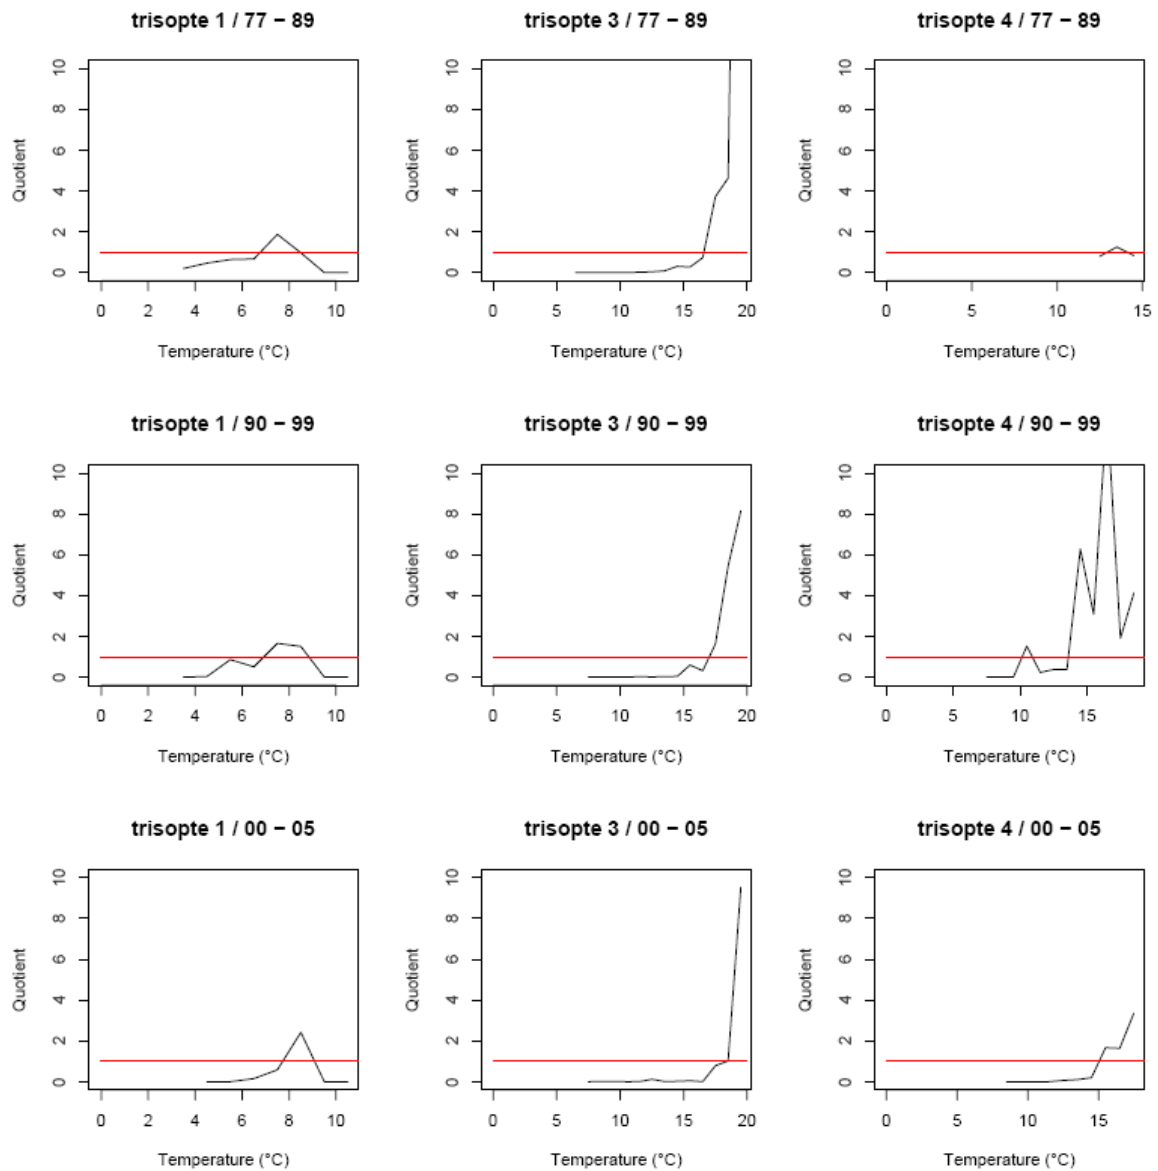 trisopte 1 / 77 − 89
trisopte 3 / 77 − 89
trisopte 4 / 77 − 89
Quotient
0 2 4 6 8 10
0 2 4 6 8 10
Temperature (°C)
Quotient
0 2 4 6 8 10
0 5 10 15 20
Temperature (°C)
Quotient
0 2 4 6 8 10
0 5 10 15
Temperature (°C)
trisopte 1 / 90 − 99
trisopte 3 / 90 − 99
trisopte 4 / 90 − 99
Quotient
0 2 4 6 8 10
0 2 4 6 8 10
Temperature (°C)
Quotient
0 2 4 6 8 10
0 5 10 15 20
Temperature (°C)
Quotient
0 2 4 6 8 10
0 5 10 15
Temperature (°C)
trisopte 1 / 00 − 05
trisopte 3 / 00 − 05
trisopte 4 / 00 − 05
Quotient
0 2 4 6 8 10
0 2 4 6 8 10
Temperature (°C)
Quotient
0 2 4 6 8 10
0 5 10 15 20
Temperature (°C)
Quotient
0 2 4 6 8 10
0 5 10 15
Temperature (°C)